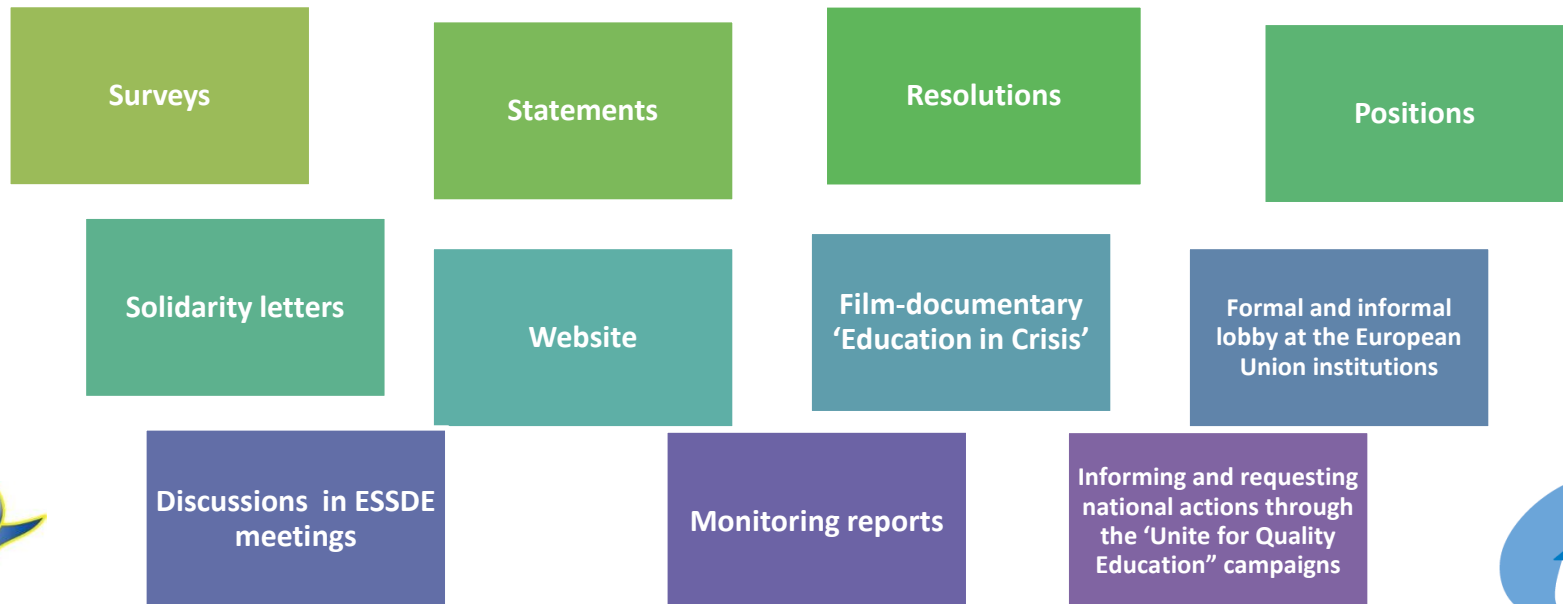 Surveys
Statements
Resolutions
Positions
Solidarity letters
Website
Film-documentary
‘Education in Crisis’
Formal and informal
lobby at the European
Union institutions
Discussions  in ESSDE
meetings
Monitoring reports
Informing and requesting
national actions through
the ‘Unite for Quality
Education” campaigns